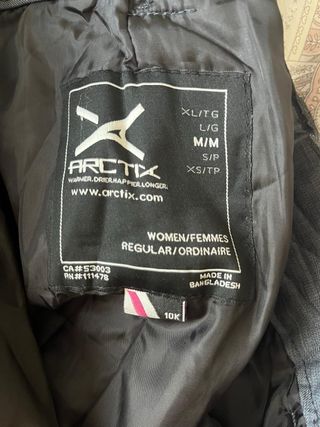 XL/TG
L/G
M/M
S/P
XS/TP
ARCTIX
WARMER.DRIER.HAPPIER.LONGER.
www.arctix.com
WOMEN/FEMMES
REGULAR/ORDINAIRE
CA#53003
RN#111478
MADE IN
BANGLADESH
10K